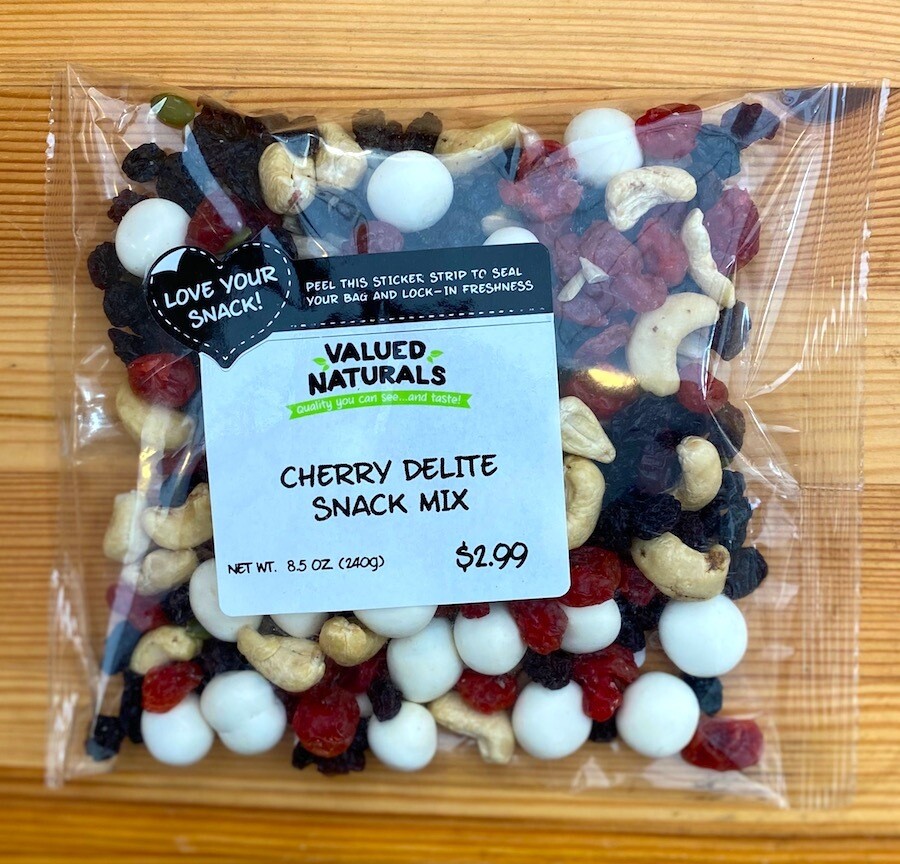 LOVE YOUR
SNACK!
PEEL THIS STICKER STRIP TO SEAL
YOUR BAG AND LOCK-IN FRESHNESS
VALUED
NATURALS
Quality you can see...and taste!
CHERRY DELITE
SNACK MIX
NET WT. 8.5 OZ (240g) $2.99